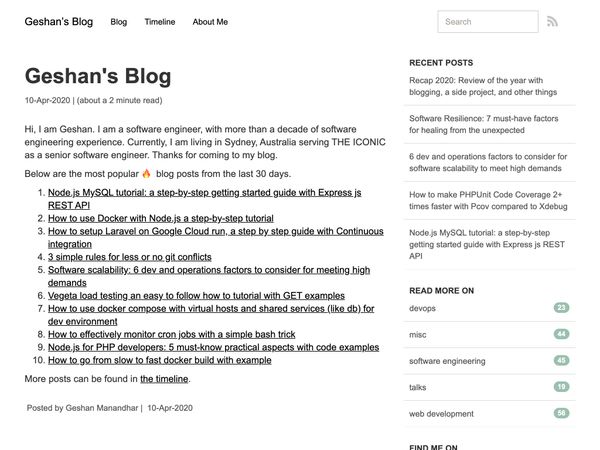 Geshan's Blog Blog Timeline About Me Search
Geshan's Blog
10-Apr-2020 | (about a 2 minute read)
Hi, I am Geshan. I am a software engineer, with more than a decade of software
engineering experience. Currently, I am living in Sydney, Australia serving THE ICONIC
as a senior software engineer. Thanks for coming to my blog.
Below are the most popular 🔥 blog posts from the last 30 days.
1. Node.js MySQL tutorial: a step-by-step getting started guide with Express js
REST API
2. How to use Docker with Node.js a step-by-step tutorial
3. How to setup Laravel on Google Cloud run, a step by step guide with Continuous
integration
4. 3 simple rules for less or no git conflicts
5. Software scalability: 6 dev and operations factors to consider for meeting high
demands
6. Vegeta load testing an easy to follow how to tutorial with GET examples
7. How to use docker compose with virtual hosts and shared services (like db) for
dev environment
8. How to effectively monitor cron jobs with a simple bash trick
9. Node.js for PHP developers: 5 must-know practical aspects with code examples
10. How to go from slow to fast docker build with example
More posts can be found in the timeline.
Posted by Geshan Manandhar | 10-Apr-2020
RECENT POSTS
Recap 2020: Review of the year with
blogging, a side project, and other things
Software Resilience: 7 must-have factors
for healing from the unexpected
6 dev and operations factors to consider for
software scalability to meet high demands
How to make PHPUnit Code Coverage 2+
times faster with Pcov compared to Xdebug
Node.js MySQL tutorial: a step-by-step
getting started guide with Express js REST
API
READ MORE ON
devops 23
misc 44
software engineering 45
talks 19
web development 56
FIND ME ON